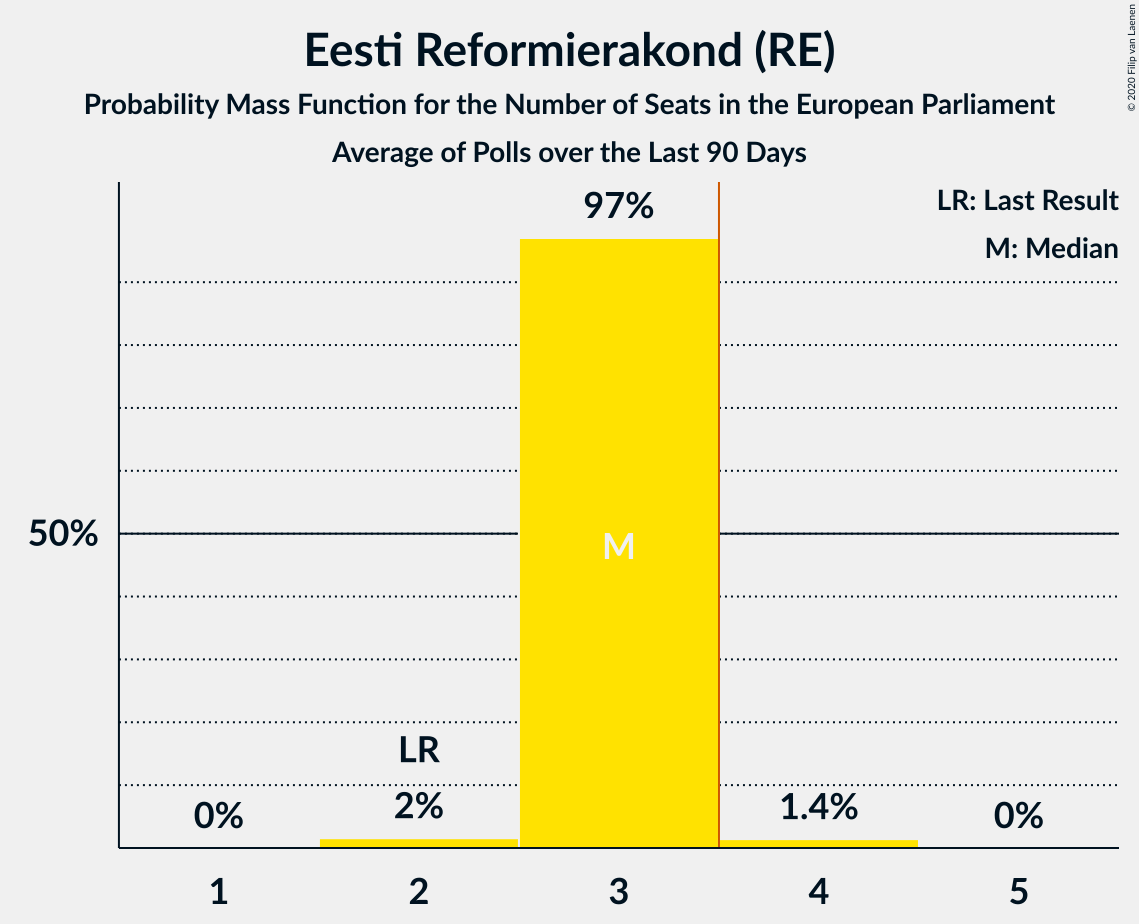 Eesti Reformierakond (RE)
Probability Mass Function for the Number of Seats in the European Parliament
Average of Polls over the Last 90 Days
© 2020 Filip van Laenen
LR: Last Result
M: Median
97%
50%
M
LR
0%
2%
1.4%
0%
1
2
3
4
5